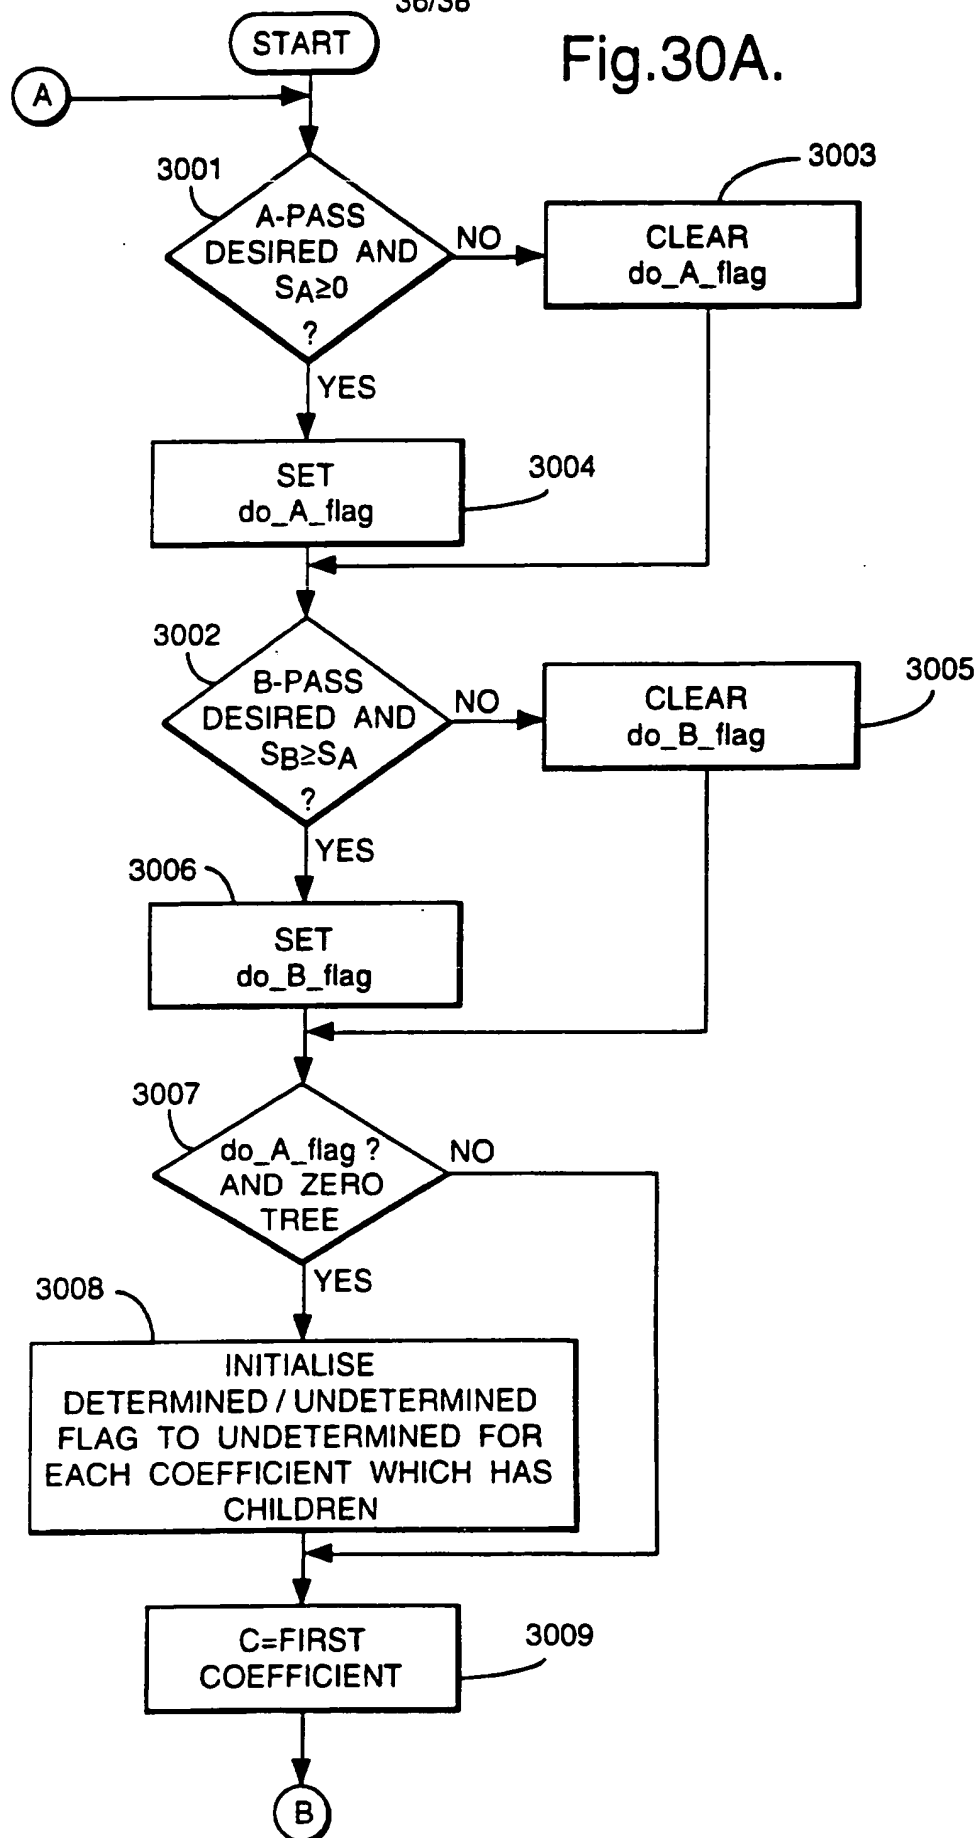 36/38
Fig.30A.
START
A
3001
A-PASS
DESIRED AND
SA≥0
?
NO
3003
CLEAR
do_A_flag
YES
SET
do_A_flag
3004
3002
B-PASS
DESIRED AND
SB≥SA
?
NO
CLEAR
do_B_flag
3005
YES
3006
SET
do_B_flag
3007
do_A_flag ?
AND ZERO
TREE
NO
YES
3008
INITIALISE
DETERMINED / UNDETERMINED
FLAG TO UNDETERMINED FOR
EACH COEFFICIENT WHICH HAS
CHILDREN
C=FIRST
COEFFICIENT
3009
B